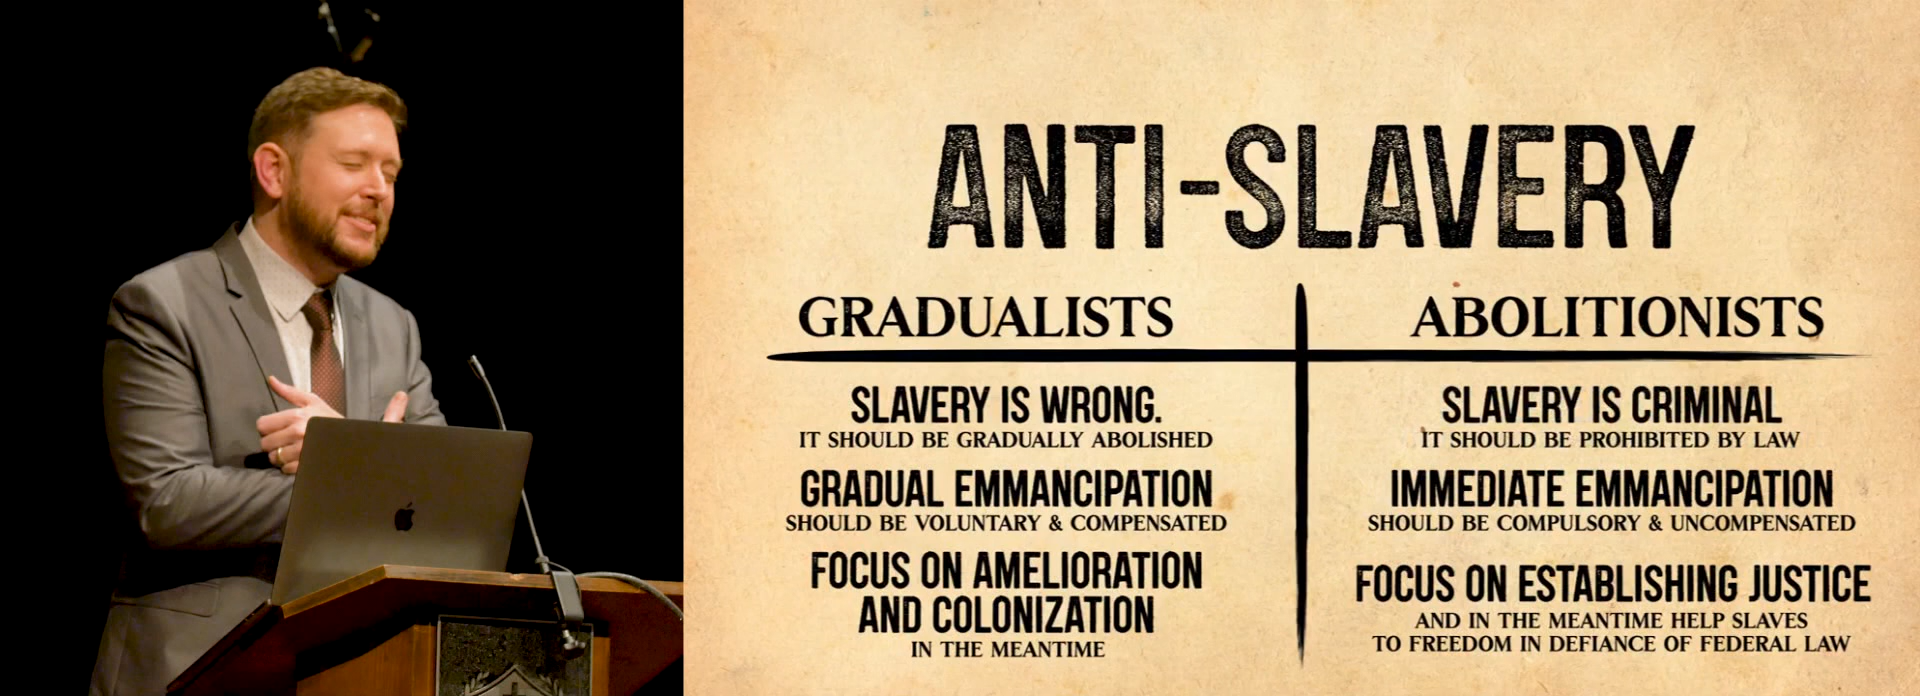 ANTI-SLAVERY
GRADUALISTS
SLAVERY IS WRONG.
IT SHOULD BE GRADUALLY ABOLISHED
GRADUAL EMMANCIPATION
SHOULD BE VOLUNTARY & COMPENSATED
FOCUS ON AMELIORATION
AND COLONIZATION
IN THE MEANTIME
ABOLITIONISTS
SLAVERY IS CRIMINAL
IT SHOULD BE PROHIBITED BY LAW
IMMEDIATE EMMANCIPATION
SHOULD BE COMPULSORY & UNCOMPENSATED
FOCUS ON ESTABLISHING JUSTICE
AND IN THE MEANTIME HELP SLAVES
TO FREEDOM IN DEFIANCE OF FEDERAL LAW